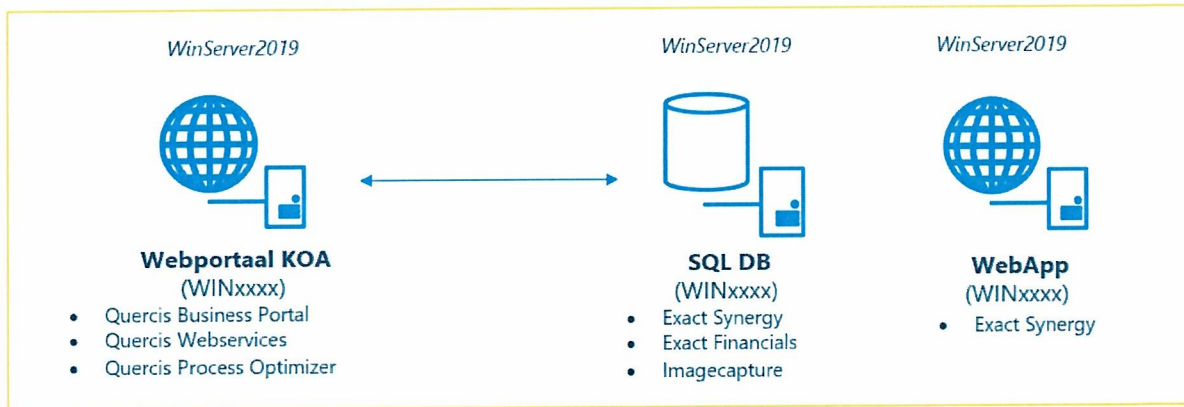 WinServer2019
WinServer2019
WinServer2019
Webportaal KOA
(WINxxxx)
• Quercis Business Portal
• Quercis Webservices
• Quercis Process Optimizer
SQL DB
(WINxxxx)
• Exact Synergy
• Exact Financials
• Imagecapture
WebApp
(WINxxxx)
• Exact Synergy